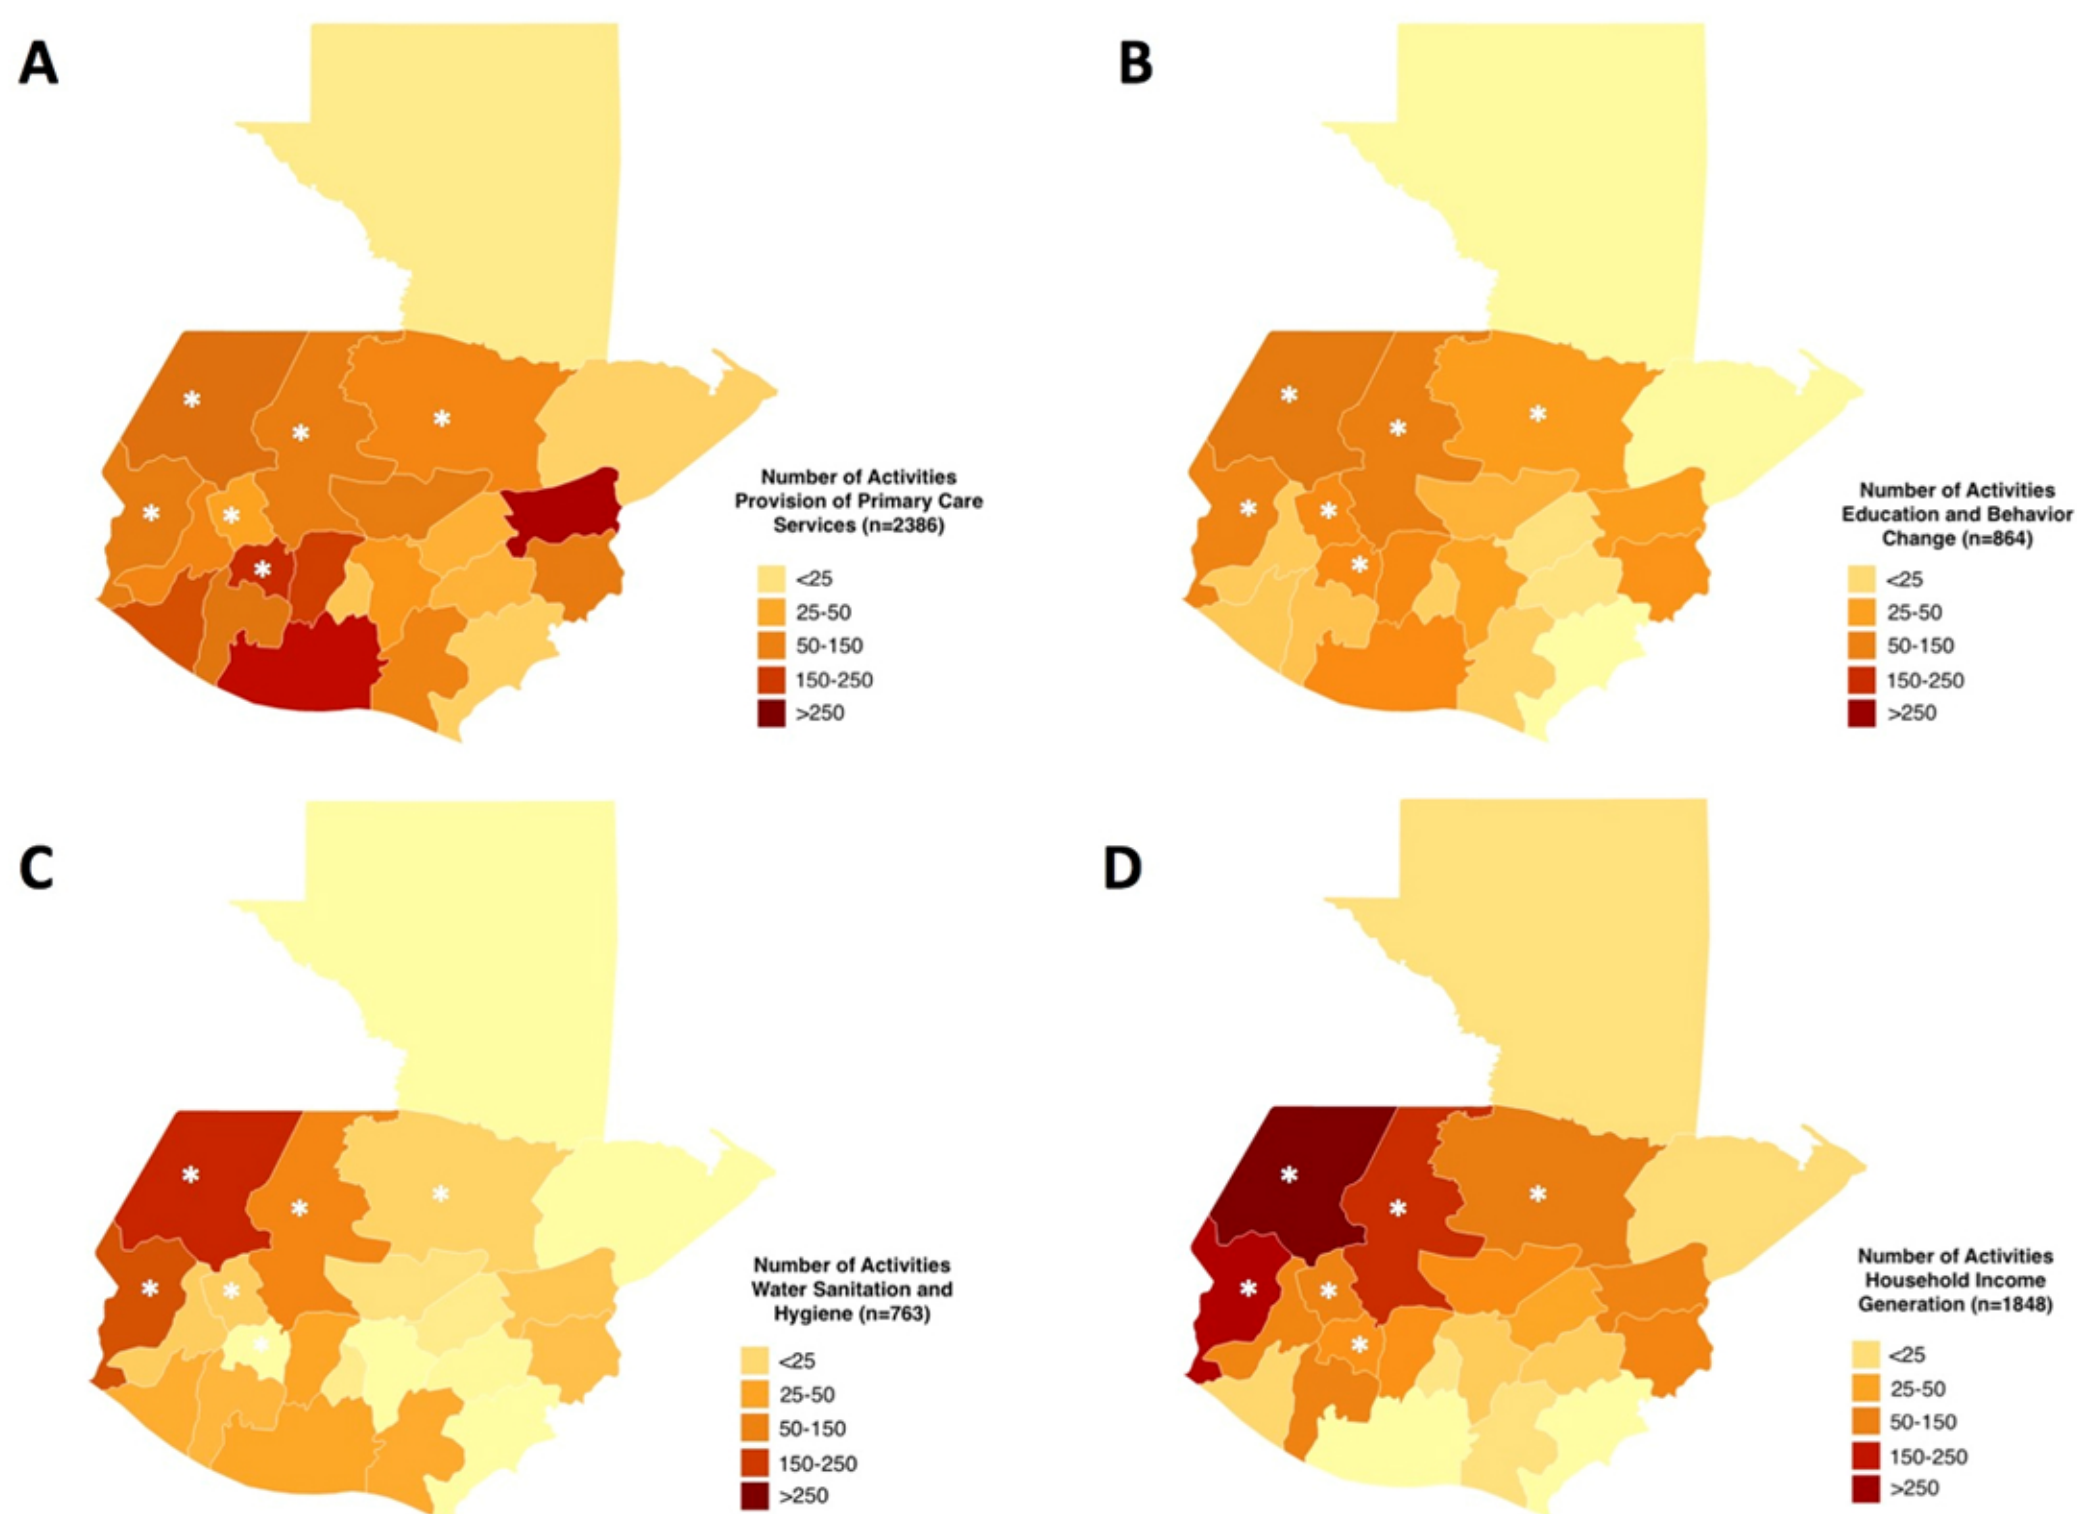 A
B
Number of Activities
Provision of Primary Care
Services (n=2386)
<25
25-50
50-150
150-250
>250
Number of Activities
Education and Behavior
Change (n=864)
<25
25-50
50-150
150-250
>250
C
D
Number of Activities
Water Sanitation and
Hygiene (n=763)
<25
25-50
50-150
150-250
>250
Number of Activities
Household Income
Generation (n=1848)
<25
25-50
50-150
150-250
>250